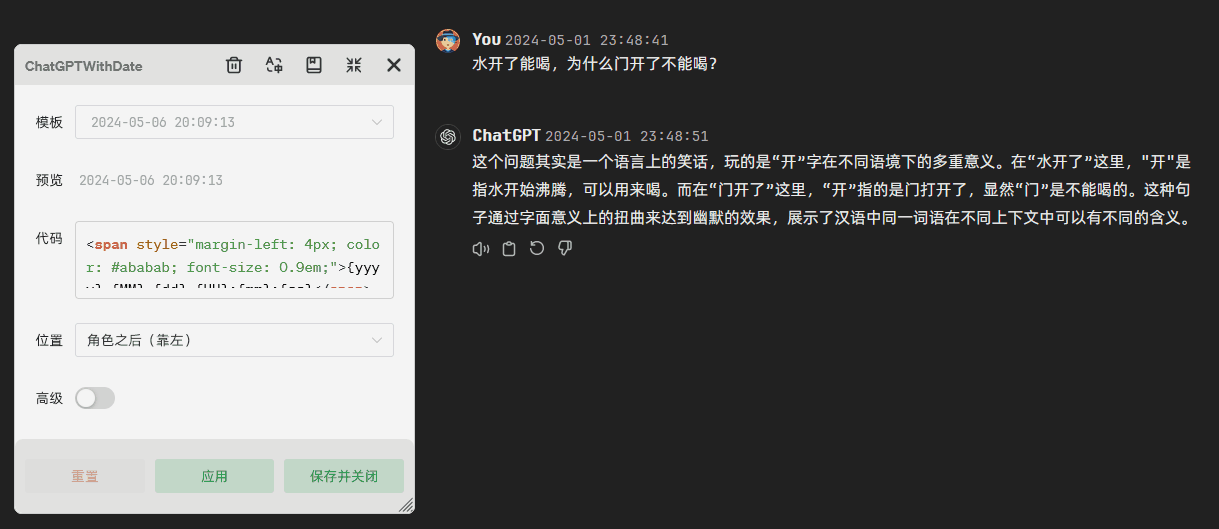 ChatGPTWithDate
模板
2024-05-06 20:09:13
预览
2024-05-06 20:09:13
代码
<span style="margin-left: 4px; colo
r: #ababab; font-size: 0.9em;">{yyy
位置
角色之后（靠左）
高级
重置
应用
保存并关闭
You 2024-05-01 23:48:41
水开了能喝，为什么门开了不能喝？
ChatGPT 2024-05-01 23:48:51
这个问题其实是一个语言上的笑话，玩的是“开”字在不同语境下的多重意义。在“水开了”这里，"开"是
指水开始沸腾，可以用来喝。而在“门开了”这里，“开”指的是门打开了，显然“门”是不能喝的。这种句
子通过字面意义上的扭曲来达到幽默的效果，展示了汉语中同一词语在不同上下文中可以有不同的含义。